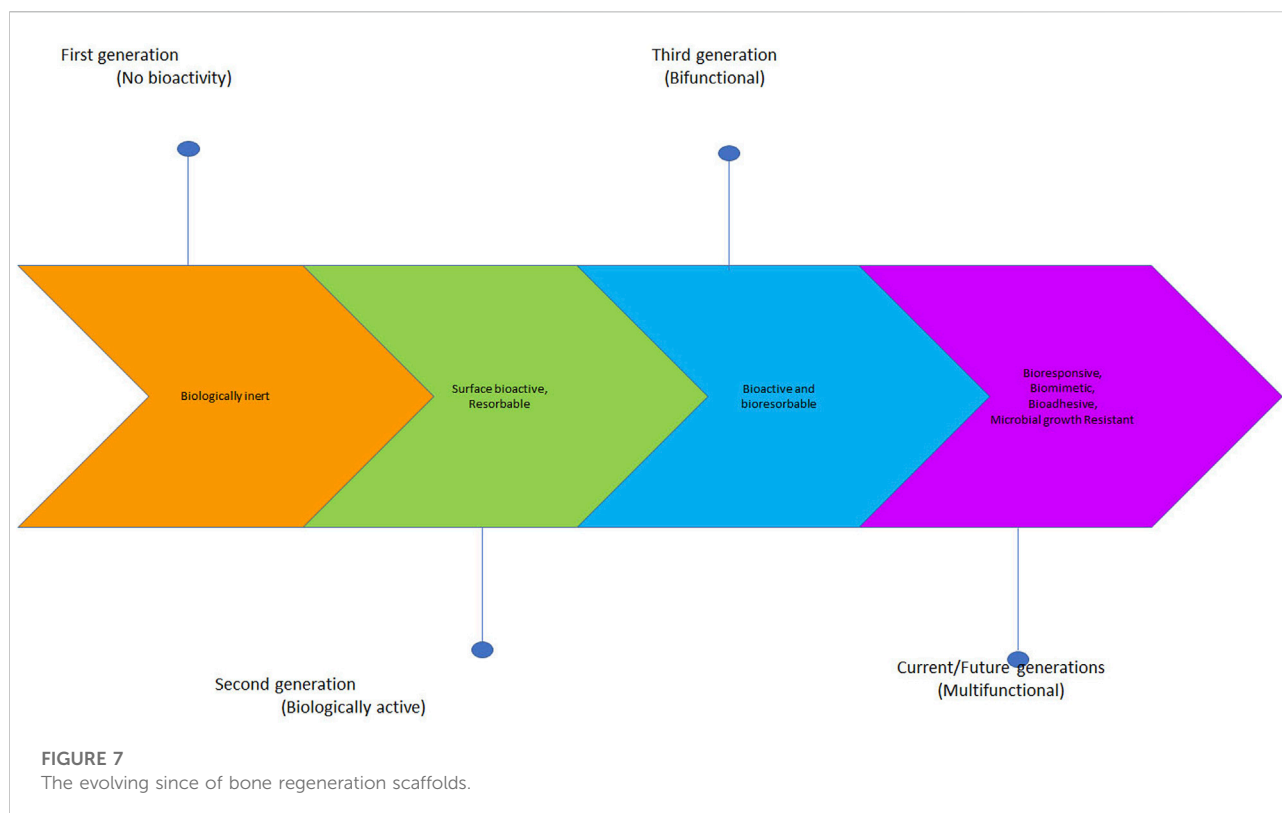 First generation
(No bioactivity)
Third generation
(Bifunctional)
Biologically inert
Surface bioactive,
Resorbable
Bioactive and
bioresorbable
Bioresponsive,
Biomimetic,
Bioadhesive,
Microbial growth Resistant
Second generation
(Biologically active)
Current/Future generations
(Multifunctional)
FIGURE 7
The evolving since of bone regeneration scaffolds.